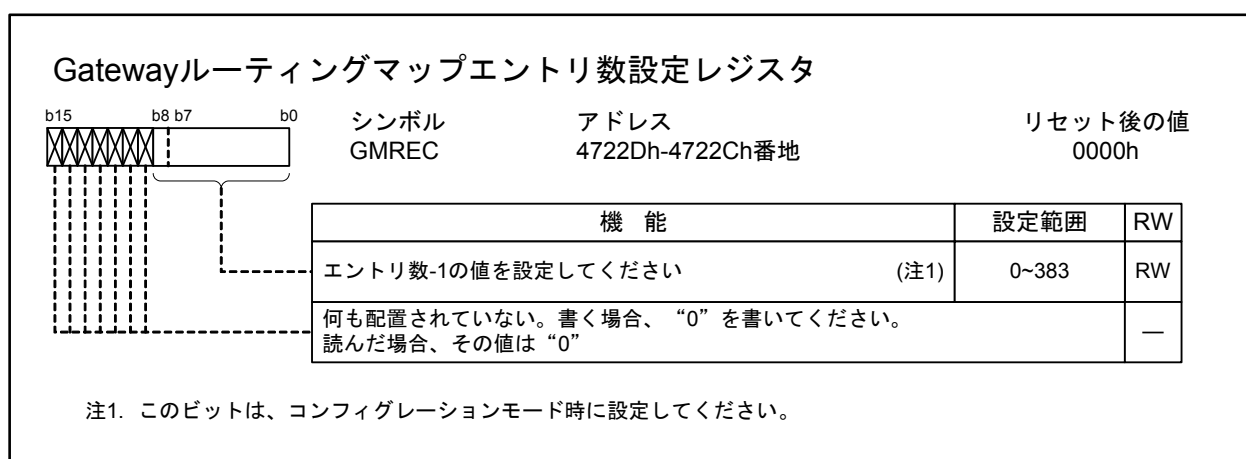 Gatewayルーティングマップエントリ数設定レジスタ
b15 b8 b7 b0
シンボル アドレス リセット後の値
GMREC 4722Dh-4722Ch番地 0000h
機 能 設定範囲 RW
エントリ数-1の値を設定してください (注1) 0~383 RW
何も配置されていない。書く場合、“0”を書いてください。
読んだ場合、その値は“0” —
注1. このビットは、コンフィグレーションモード時に設定してください。